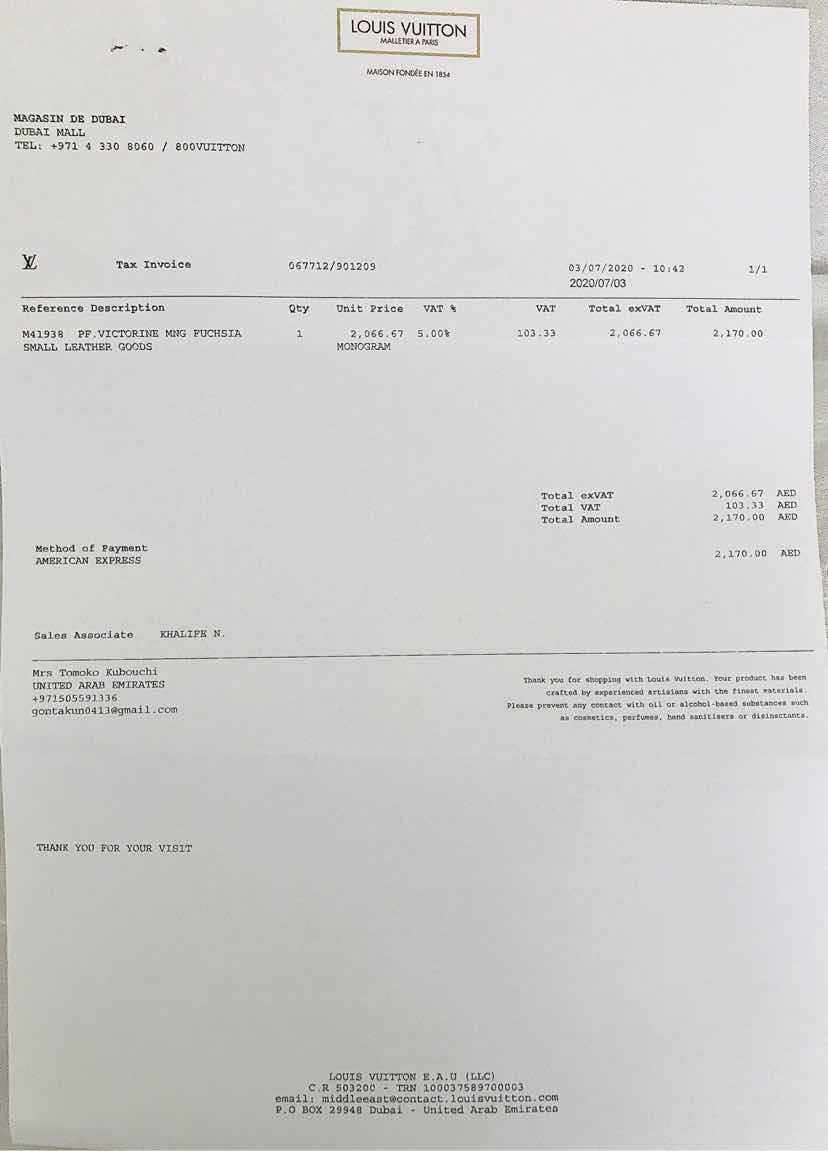 LOUIS VUITTON
MALLETIER A PARIS
MAISON FONDÉE EN 1854
MAGASIN DE DUBAI
DUBAI MALL
TEL: +971 4 330 8060 / 800VUITTON
LV Tax Invoice 067712/901209 03/07/2020 - 10:42 1/1
2020/07/03
Reference Description Qty Unit Price VAT % VAT Total exVAT Total Amount
M41938 PF.VICTORINE MNG FUCHSIA 1 2,066.67 5.00% 103.33 2,066.67 2,170.00
SMALL LEATHER GOODS MONOGRAM
Total exVAT 2,066.67 AED
Total VAT 103.33 AED
Total Amount 2,170.00 AED
Method of Payment
AMERICAN EXPRESS 2,170.00 AED
Sales Associate KHALIFE N.
Mrs Tomoko Kubouchi
UNITED ARAB EMIRATES
+971505591336
gontakun0413@gmail.com
Thank you for shopping with Louis Vuitton. Your product has been
crafted by experienced artisians with the finest materials.
Please prevent any contact with oil or alcohol-based substances such
as cosmetics, perfumes, hand sanitisers or disinectants.
THANK YOU FOR YOUR VISIT
LOUIS VUITTON E.A.U (LLC)
C.R 503200 - TRN 100037589700003
email: middleeast@contact.louisvuitton.com
P.O BOX 29948 Dubai - United Arab Emirates